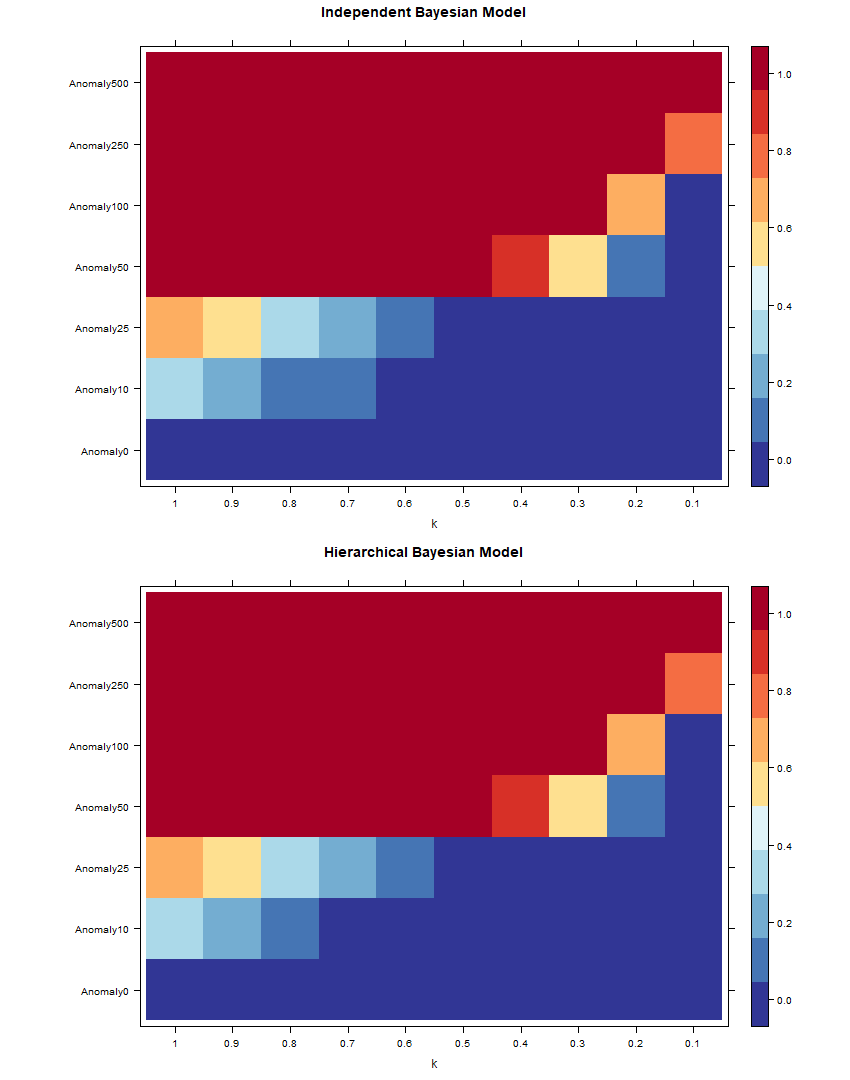 Independent Bayesian Model
Anomaly500
Anomaly250
Anomaly100
Anomaly50
Anomaly25
Anomaly10
Anomaly0
1 0.9 0.8 0.7 0.6 0.5 0.4 0.3 0.2 0.1
k
1.0
0.8
0.6
0.4
0.2
0.0
Hierarchical Bayesian Model
Anomaly500
Anomaly250
Anomaly100
Anomaly50
Anomaly25
Anomaly10
Anomaly0
1 0.9 0.8 0.7 0.6 0.5 0.4 0.3 0.2 0.1
k
1.0
0.8
0.6
0.4
0.2
0.0